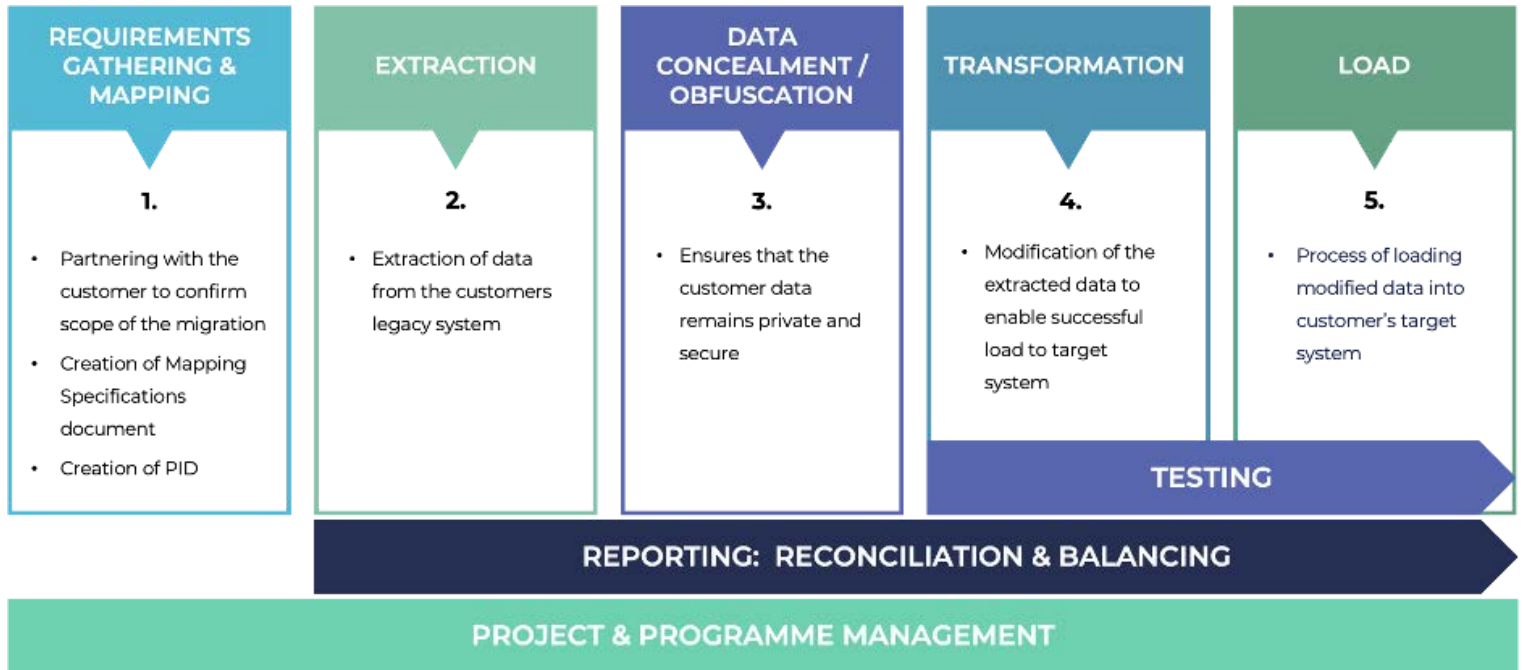 REQUIREMENTS
GATHERING &
MAPPING
1.
• Partnering with the
customer to confirm
scope of the migration
• Creation of Mapping
Specifications
document
• Creation of PID
EXTRACTION
2.
• Extraction of data
from the customers
legacy system
DATA
CONCEALMENT /
OBFUSCATION
3.
• Ensures that the
customer data
remains private and
secure
TRANSFORMATION
4.
• Modification of the
extracted data to
enable successful
load to target
system
LOAD
5.
• Process of loading
modified data into
customer's target
system
TESTING
REPORTING: RECONCILIATION & BALANCING
PROJECT & PROGRAMME MANAGEMENT